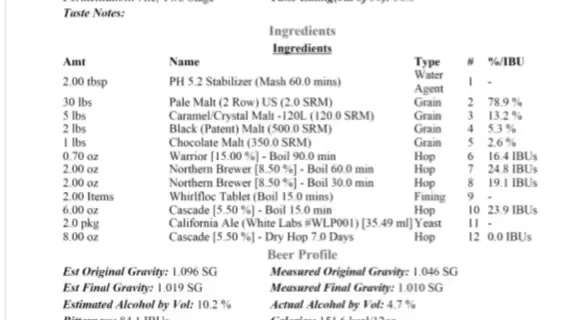 Taste Notes:
Ingredients
Ingredients
Amt Name Type # %/IBU
2.00 tbsp PH 5.2 Stabilizer (Mash 60.0 mins) Water Agent 1 -
30 lbs Pale Malt (2 Row) US (2.0 SRM) Grain 2 78.9 %
5 lbs Caramel/Crystal Malt -120L (120.0 SRM) Grain 3 13.2 %
2 lbs Black (Patent) Malt (500.0 SRM) Grain 4 5.3 %
1 lbs Chocolate Malt (350.0 SRM) Grain 5 2.6 %
0.70 oz Warrior [15.00 %] - Boil 90.0 min Hop 6 16.4 IBUs
2.00 oz Northern Brewer [8.50 %] - Boil 60.0 min Hop 7 24.8 IBUs
2.00 oz Northern Brewer [8.50 %] - Boil 30.0 min Hop 8 19.1 IBUs
2.00 Items Whirlfloc Tablet (Boil 15.0 mins) Fining 9 -
6.00 oz Cascade [5.50 %] - Boil 15.0 min Hop 10 23.9 IBUs
2.0 pkg California Ale (White Labs #WLP001) [35.49 ml] Yeast 11 -
8.00 oz Cascade [5.50 %] - Dry Hop 7.0 Days Hop 12 0.0 IBUs
Beer Profile
Est Original Gravity: 1.096 SG Measured Original Gravity: 1.046 SG
Est Final Gravity: 1.019 SG Measured Final Gravity: 1.010 SG
Estimated Alcohol by Vol: 10.2 % Actual Alcohol by Vol: 4.7 %